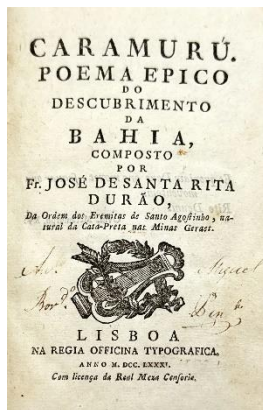 CARAMURÚ.
POEMA EPICO
DO
DESCUBRIMENTO
DA
BAHIA,
COMPOSTO
POR
Fr. JOSÉ DE SANTA RITA
DURÃO,
Da Ordem dos Eremitas de Santo Agostinho, na-
tural da Cata-Preta nas Minas Geraes.
Miguel
LISBOA
NA REGIA OFFICINA TYPOGRAFICA.
ANNO M. DCC. LXXXI.
Com licença da Real Meza Censoria.